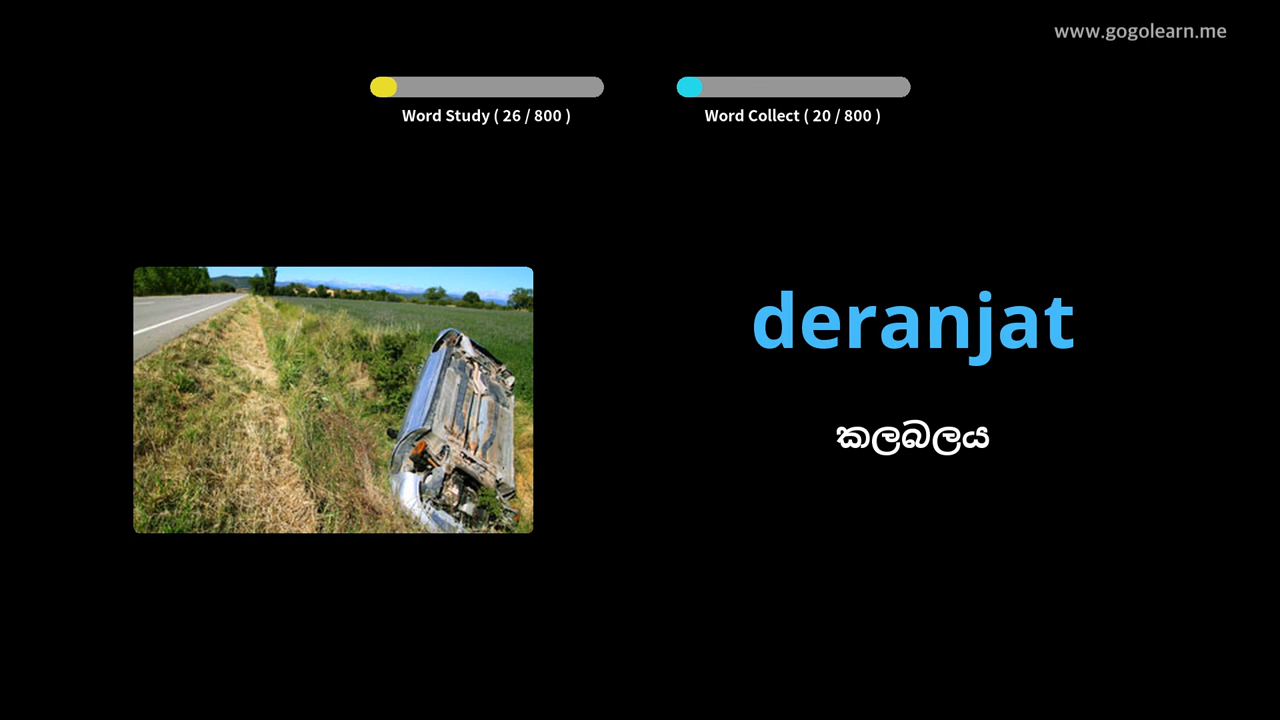 www.gogolearn.me
Word Study ( 26 / 800 )
Word Collect ( 20 / 800 )
deranjat
කලබලය